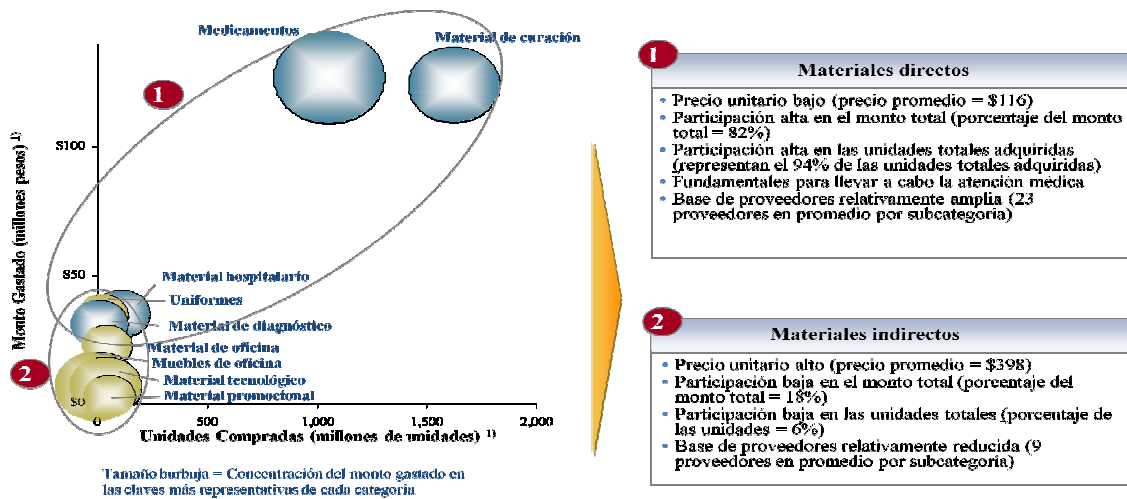 Medicamentos
Material de curación
1
Monto Gastado (millones pesos) 1)
$100
$50
$0
Material hospitalario
Uniformes
Material de diagnóstico
Material de oficina
Muebles de oficina
Material tecnológico
Material promocional
2
0
500
1,000
1,500
2,000
Unidades Compradas (millones de unidades) 1)
Tamaño burbuja = Concentración del monto gastado en
las claves más representativas de cada categoría
1
Materiales directos
• Precio unitario bajo (precio promedio = $116)
• Participación alta en el monto total (porcentaje del monto
total = 82%)
• Participación alta en las unidades totales adquiridas
(representan el 94% de las unidades totales adquiridas)
• Fundamentales para llevar a cabo la atención médica
• Base de proveedores relativamente amplia (23
proveedores en promedio por subcategoría)
2
Materiales indirectos
• Precio unitario alto (precio promedio = $398)
• Participación baja en el monto total (porcentaje del
monto total = 18%)
• Participación baja en las unidades totales (porcentaje de
las unidades = 6%)
• Base de proveedores relativamente reducida (9
proveedores en promedio por subcategoría)